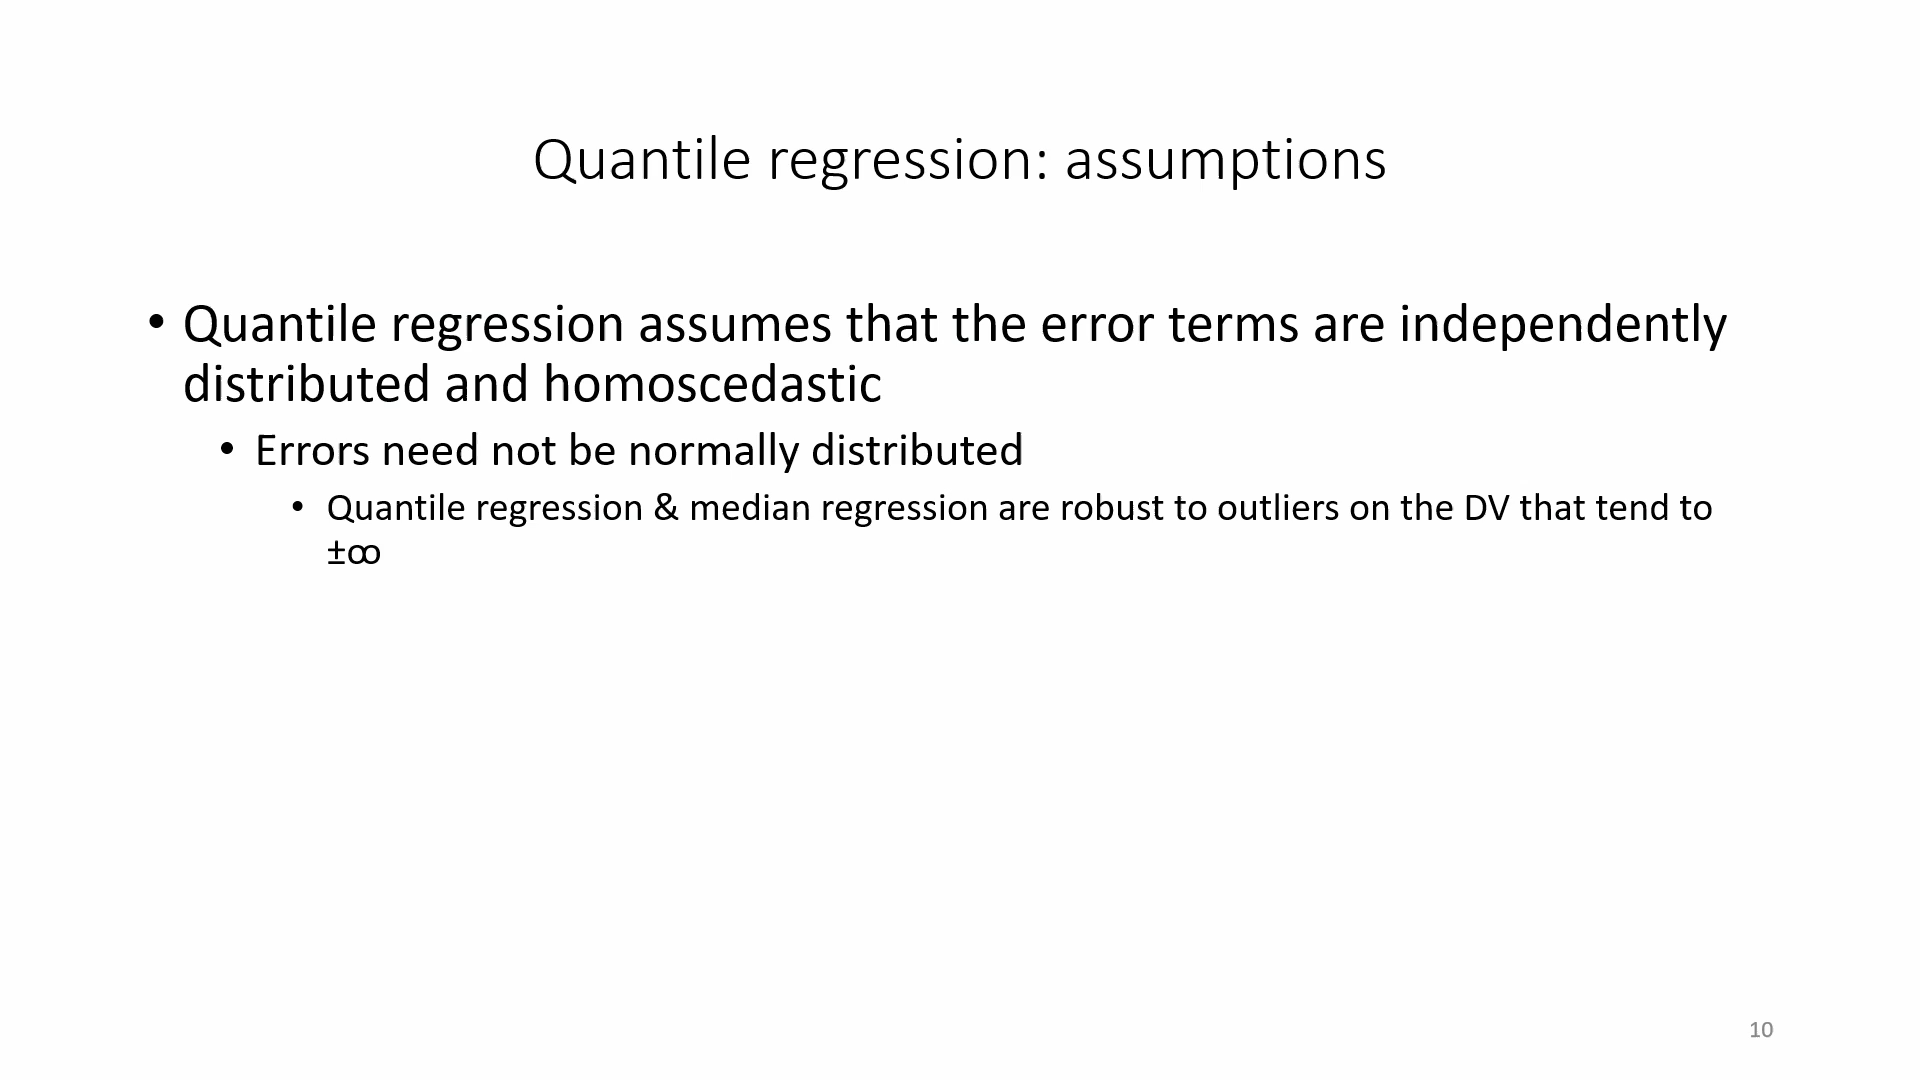 Quantile regression: assumptions
• Quantile regression assumes that the error terms are independently
distributed and homoscedastic
• Errors need not be normally distributed
• Quantile regression & median regression are robust to outliers on the DV that tend to
±∞
10